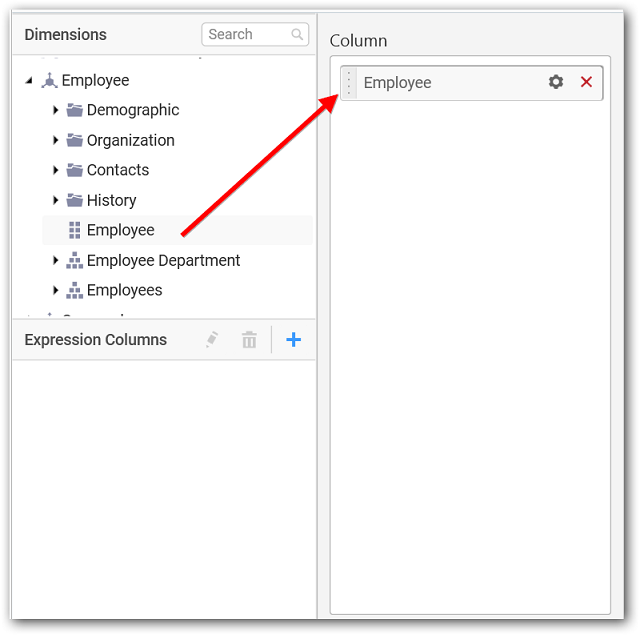 Dimensions
Search
Employee
Demographic
Organization
Contacts
History
Employee
Employee Department
Employees
Expression Columns
Column
Employee